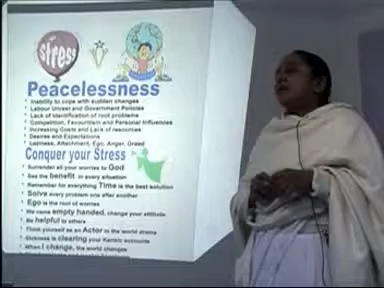 stress
Peacelessness
Inability to cope with sudden changes
Labour Unrest and Government Policies
Lack of Identification of root problems
Competition, Favouritism and Personal Influences
Increasing Costs and Lack of resources
Desires and Expectations
Laziness, Attachment, Ego, Anger, Greed
Conquer your Stress
Surrender all your worries to God
See the benefit in every situation
Remember for everything Time is the best solution
Solve every problem one after another
Ego is the root of worries
We come empty handed, change your attitude
Be helpful to others
Think yourself as an Actor in the world drama
Sickness is clearing your Karmic accounts
When I change, the world changes